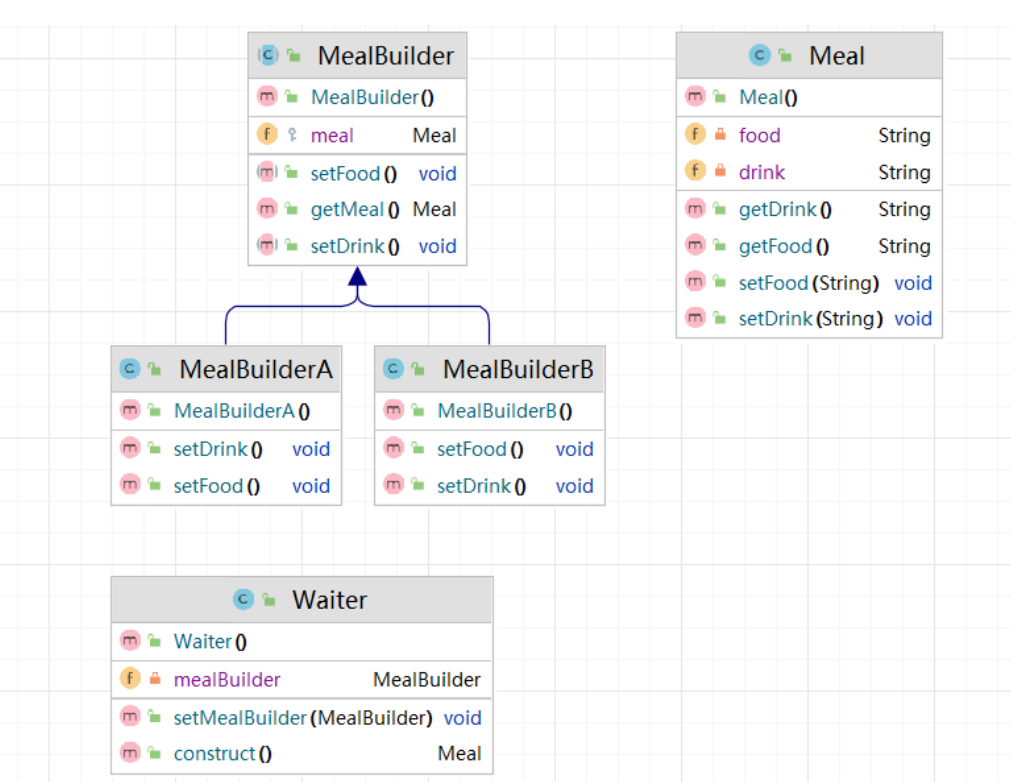 MealBuilder
MealBuilder()
meal Meal
setFood() void
getMeal() Meal
setDrink() void
Meal
Meal()
food String
drink String
getDrink() String
getFood() String
setFood(String) void
setDrink(String) void
MealBuilderA
MealBuilderA()
setDrink() void
setFood() void
MealBuilderB
MealBuilderB()
setFood() void
setDrink() void
Waiter
Waiter()
mealBuilder MealBuilder
setMealBuilder(MealBuilder) void
construct() Meal